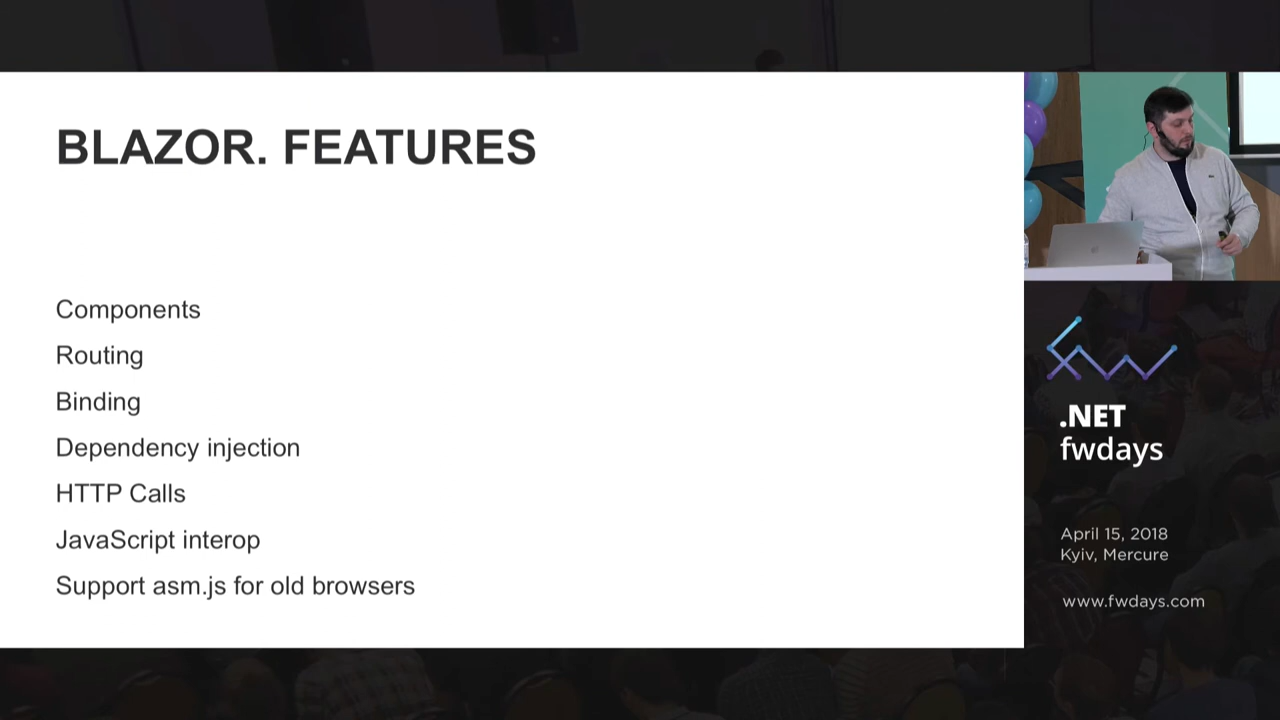 BLAZOR. FEATURES
Components
Routing
Binding
Dependency injection
HTTP Calls
JavaScript interop
Support asm.js for old browsers
.NET
fwdays
April 15, 2018
Kyiv, Mercure
www.fwdays.com